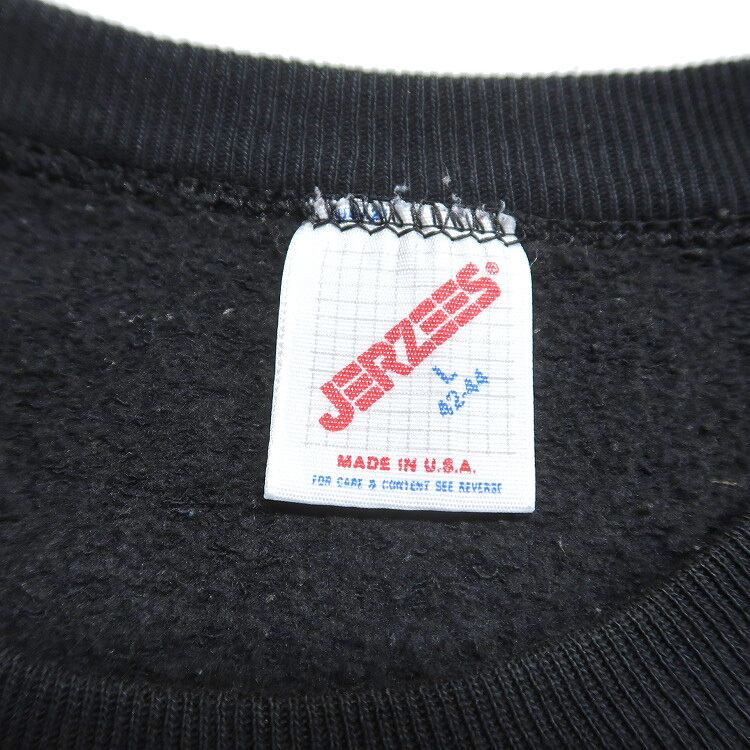 JERZEES®
L
42-44
MADE IN U.S.A.
FOR CARE & CONTENT SEE REVERSE